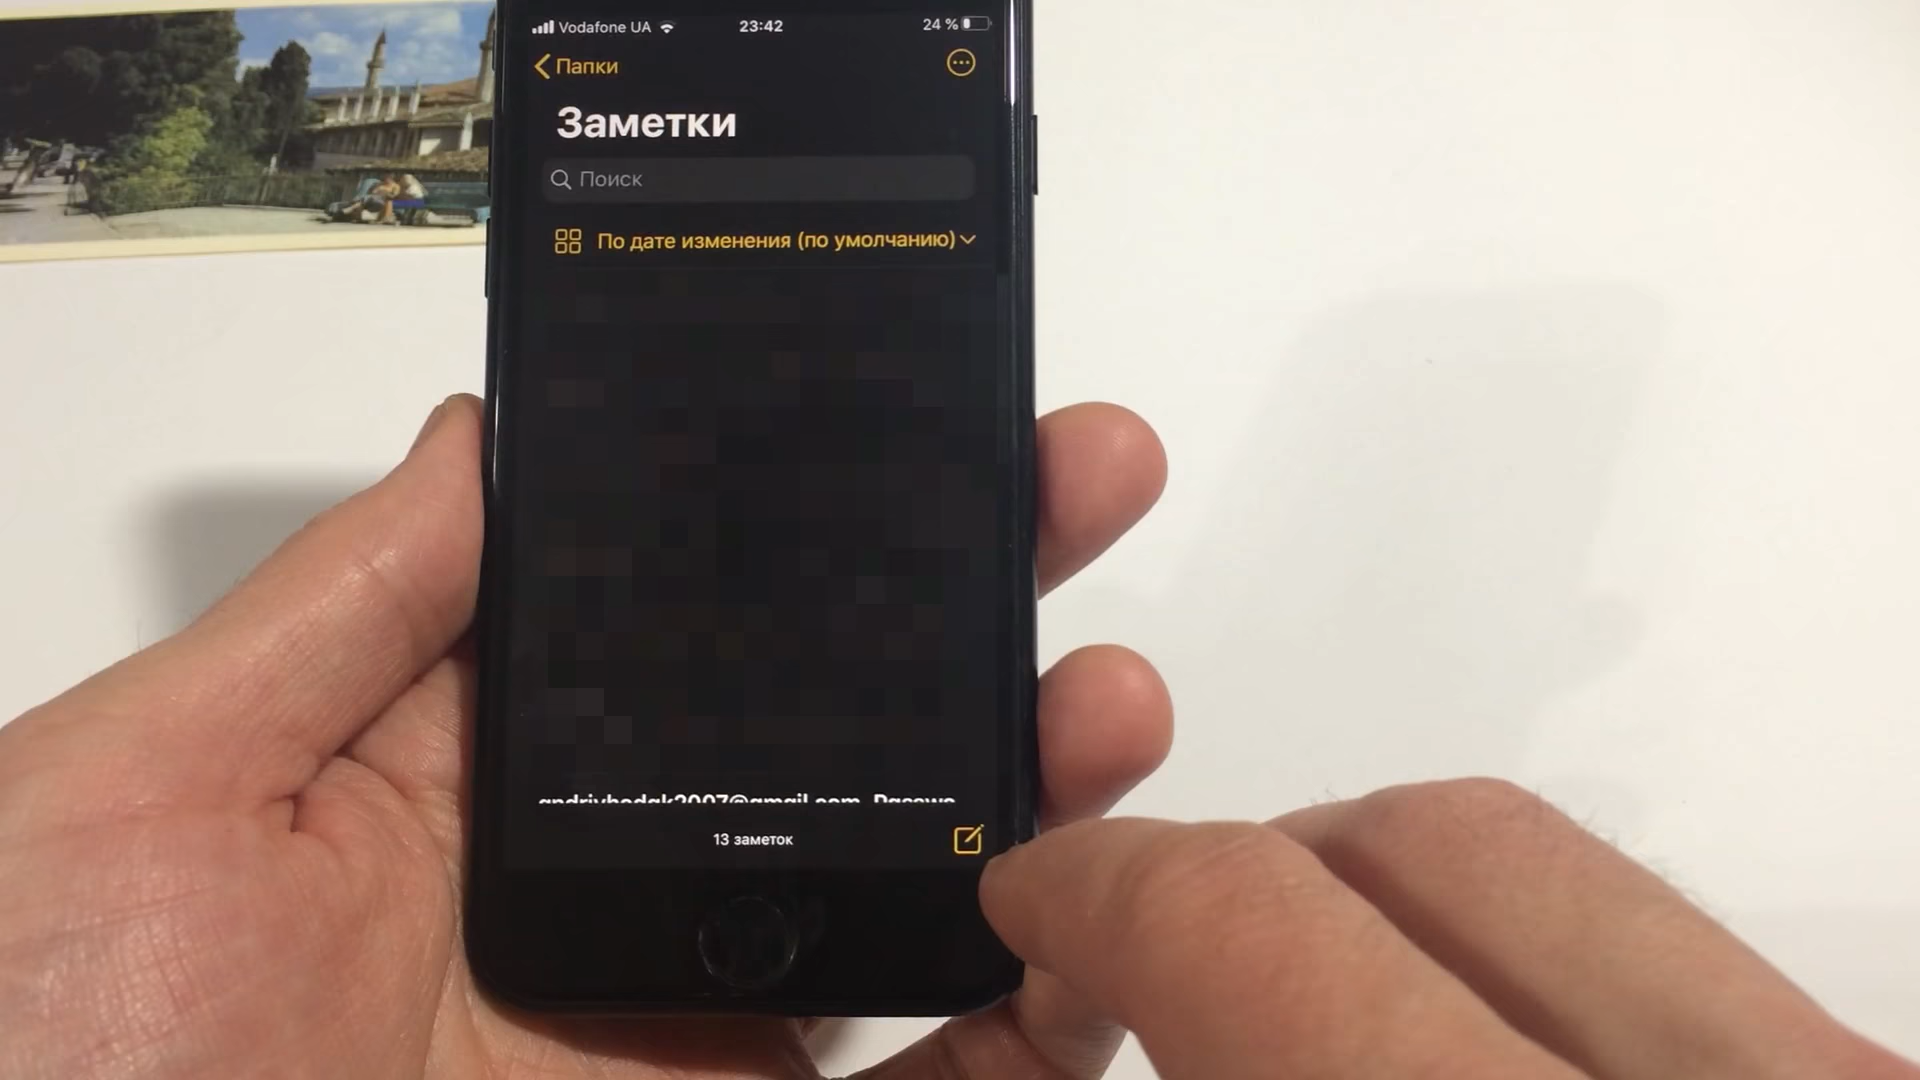 Vodafone UA 23:42 24 %
Папки
Заметки
Поиск
По дате изменения (по умолчанию)
13 заметок